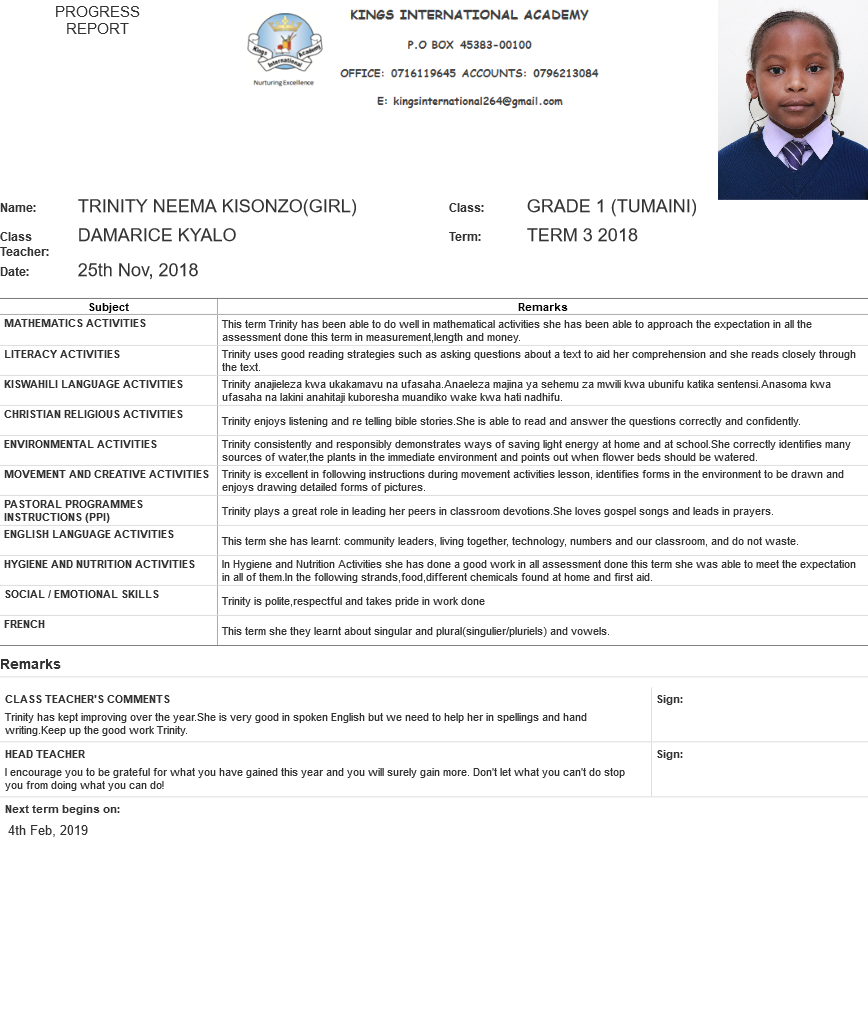 PROGRESS
REPORT
Kings International Academy
Nurturing Excellence
KINGS INTERNATIONAL ACADEMY
P.O BOX 45383-00100
OFFICE: 0716119645 ACCOUNTS: 0796213084
E: kingsinternational264@gmail.com
Name: TRINITY NEEMA KISONZO(GIRL) Class: GRADE 1 (TUMAINI)
Class Teacher: DAMARICE KYALO Term: TERM 3 2018
Date: 25th Nov, 2018
Subject Remarks
MATHEMATICS ACTIVITIES
This term Trinity has been able to do well in mathematical activities she has been able to approach the expectation in all the
assessment done this term in measurement,length and money.
LITERACY ACTIVITIES
Trinity uses good reading strategies such as asking questions about a text to aid her comprehension and she reads closely through
the text.
KISWAHILI LANGUAGE ACTIVITIES
Trinity anajieleza kwa ukakamavu na ufasaha.Anaeleza majina ya sehemu za mwili kwa ubunifu katika sentensi.Anasoma kwa
ufasaha na lakini anahitaji kuboresha muandiko wake kwa hati nadhifu.
CHRISTIAN RELIGIOUS ACTIVITIES
Trinity enjoys listening and re telling bible stories.She is able to read and answer the questions correctly and confidently.
ENVIRONMENTAL ACTIVITIES
Trinity consistently and responsibly demonstrates ways of saving light energy at home and at school.She correctly identifies many
sources of water,the plants in the immediate environment and points out when flower beds should be watered.
MOVEMENT AND CREATIVE ACTIVITIES
Trinity is excellent in following instructions during movement activities lesson, identifies forms in the environment to be drawn and
enjoys drawing detailed forms of pictures.
PASTORAL PROGRAMMES
INSTRUCTIONS (PPI)
Trinity plays a great role in leading her peers in classroom devotions.She loves gospel songs and leads in prayers.
ENGLISH LANGUAGE ACTIVITIES
This term she has learnt: community leaders, living together, technology, numbers and our classroom, and do not waste.
HYGIENE AND NUTRITION ACTIVITIES
In Hygiene and Nutrition Activities she has done a good work in all assessment done this term she was able to meet the expectation
in all of them.In the following strands,food,different chemicals found at home and first aid.
SOCIAL / EMOTIONAL SKILLS
Trinity is polite,respectful and takes pride in work done
FRENCH
This term she they learnt about singular and plural(singulier/pluriels) and vowels.
Remarks
CLASS TEACHER'S COMMENTS
Trinity has kept improving over the year.She is very good in spoken English but we need to help her in spellings and hand
writing.Keep up the good work Trinity.
Sign:
HEAD TEACHER
I encourage you to be grateful for what you have gained this year and you will surely gain more. Don't let what you can't do stop
you from doing what you can do!
Sign:
Next term begins on:
4th Feb, 2019